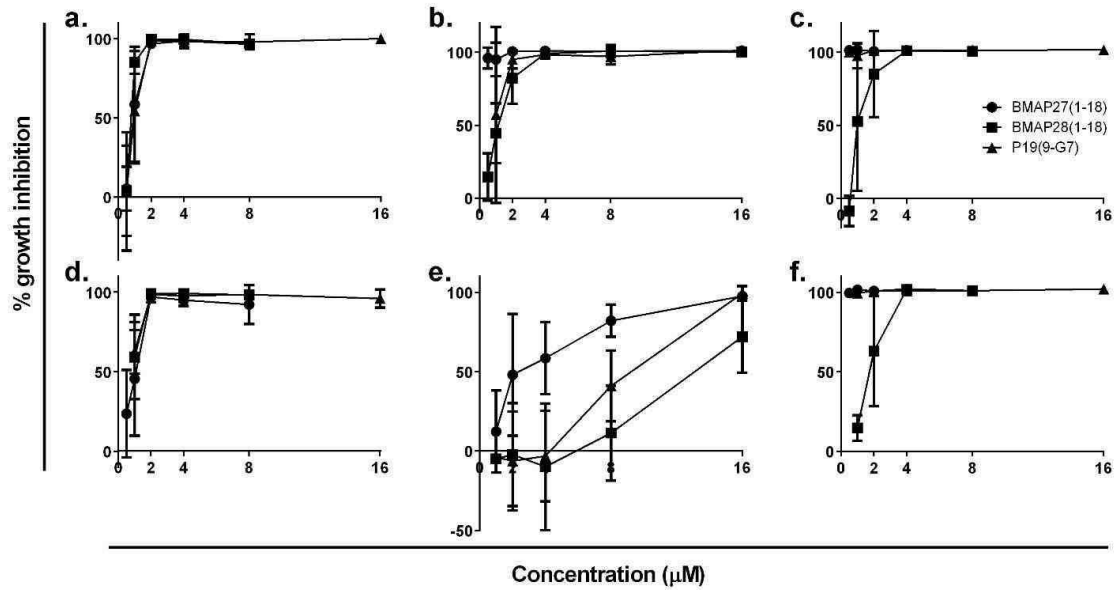 a.
b.
c.
100
50
0
0 2 4 8 16
100
50
0
0 2 4 8 16
100
50
0
0 2 4 8 16
BMAP27(1-18)
BMAP28(1-18)
P19(9-G7)
% growth inhibition
d.
e.
f.
100
50
0
0 2 4 8 16
100
50
0
-50
0 2 4 8 16
100
50
0
0 2 4 8 16
Concentration (μM)